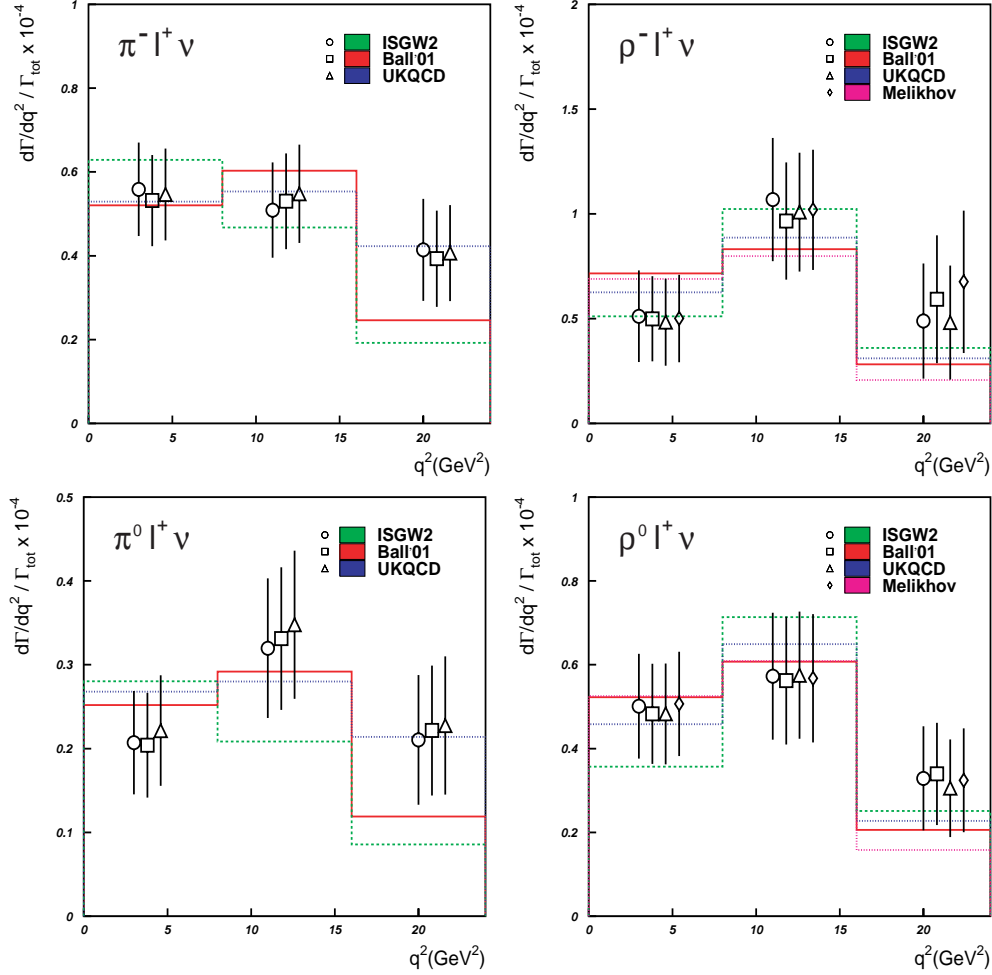 π⁻ l⁺ ν
ISGW2
Ball'01
UKQCD
dΓ/dq² / Γtot x 10⁻⁴
1
0.8
0.6
0.4
0.2
0
0 5 10 15 20
q²(GeV²)
ρ⁻ l⁺ ν
ISGW2
Ball'01
UKQCD
Melikhov
dΓ/dq² / Γtot x 10⁻⁴
2
1.5
1
0.5
0
0 5 10 15 20
q²(GeV²)
π⁰ l⁺ ν
ISGW2
Ball'01
UKQCD
dΓ/dq² / Γtot x 10⁻⁴
0.5
0.4
0.3
0.2
0.1
0
0 5 10 15 20
q²(GeV²)
ρ⁰ l⁺ ν
ISGW2
Ball'01
UKQCD
Melikhov
dΓ/dq² / Γtot x 10⁻⁴
1
0.8
0.6
0.4
0.2
0
0 5 10 15 20
q²(GeV²)